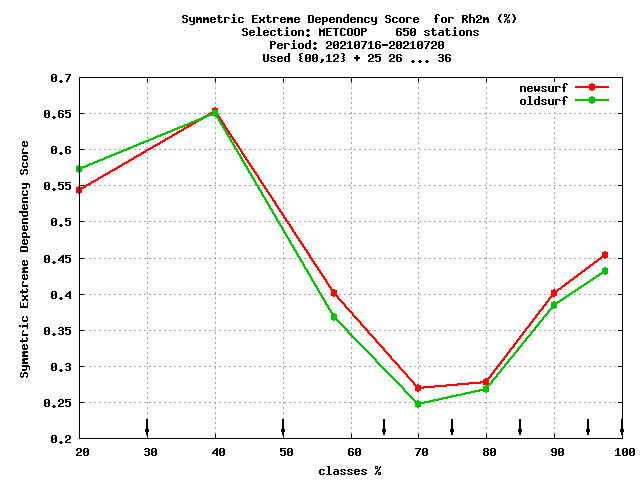 Symmetric Extreme Dependency Score  for Rh2m (%)
Selection: METCOOP    650 stations
Period: 20210716-20210720
Used {00,12} + 25 26 ... 36
newsurf
oldsurf
Symmetric Extreme Dependency Score
0.7
0.65
0.6
0.55
0.5
0.45
0.4
0.35
0.3
0.25
0.2
20 30 40 50 60 70 80 90 100
classes %